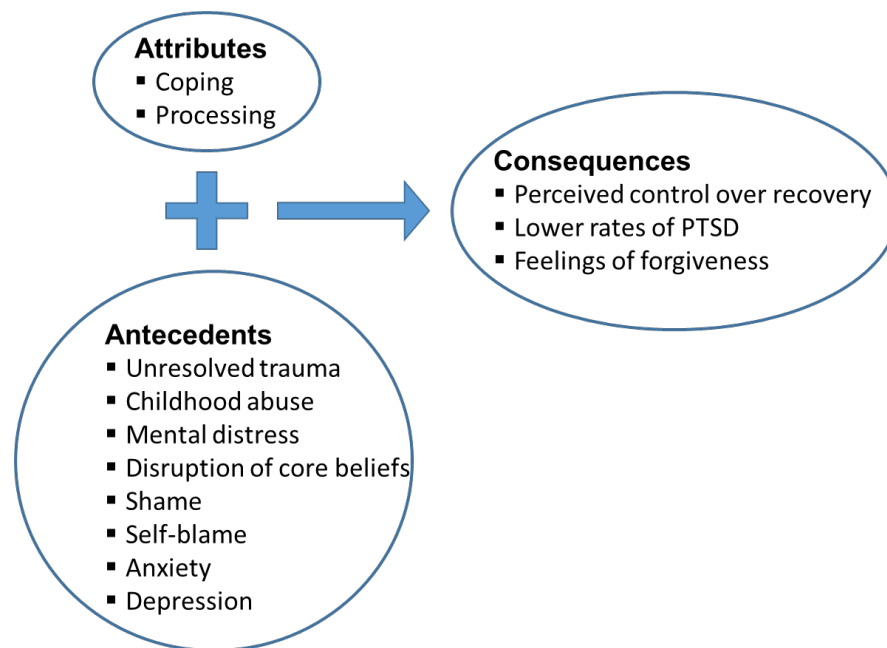 Attributes
▪ Coping
▪ Processing
Consequences
▪ Perceived control over recovery
▪ Lower rates of PTSD
▪ Feelings of forgiveness
Antecedents
▪ Unresolved trauma
▪ Childhood abuse
▪ Mental distress
▪ Disruption of core beliefs
▪ Shame
▪ Self-blame
▪ Anxiety
▪ Depression